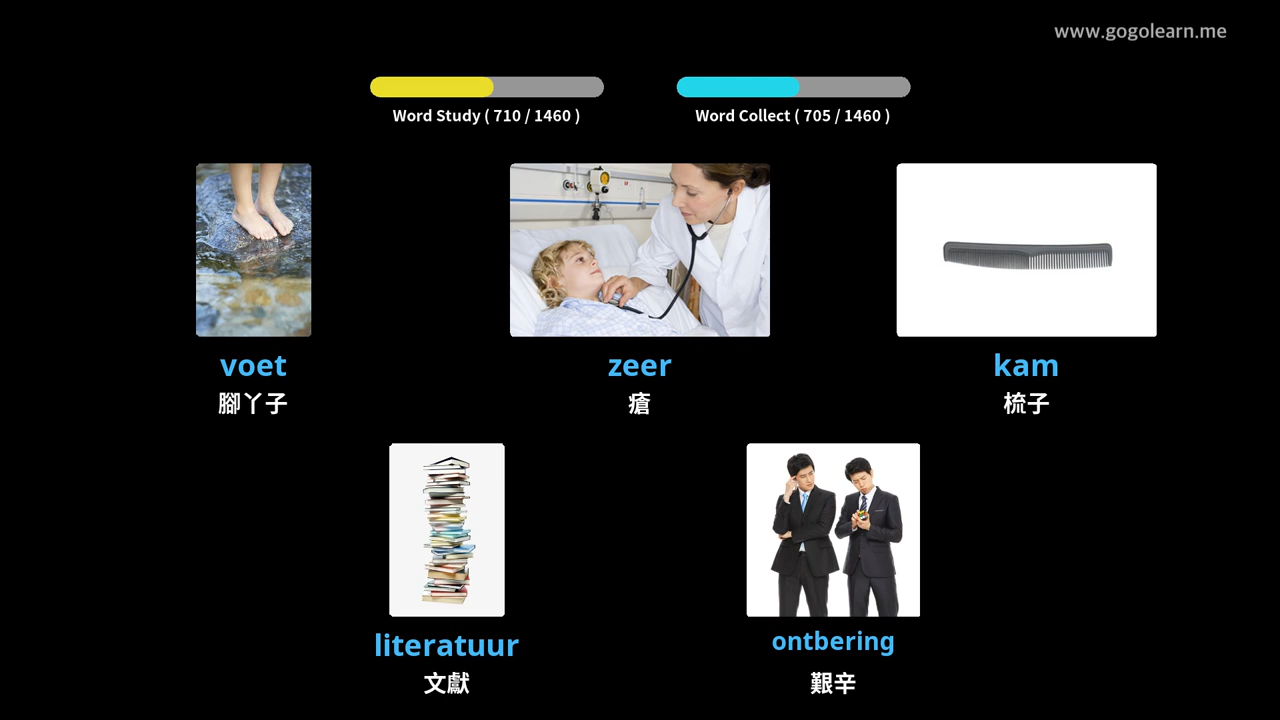 www.gogolearn.me
Word Study ( 710 / 1460 )
Word Collect ( 705 / 1460 )
voet
腳丫子
zeer
瘡
kam
梳子
literatuur
文獻
ontbering
艱辛